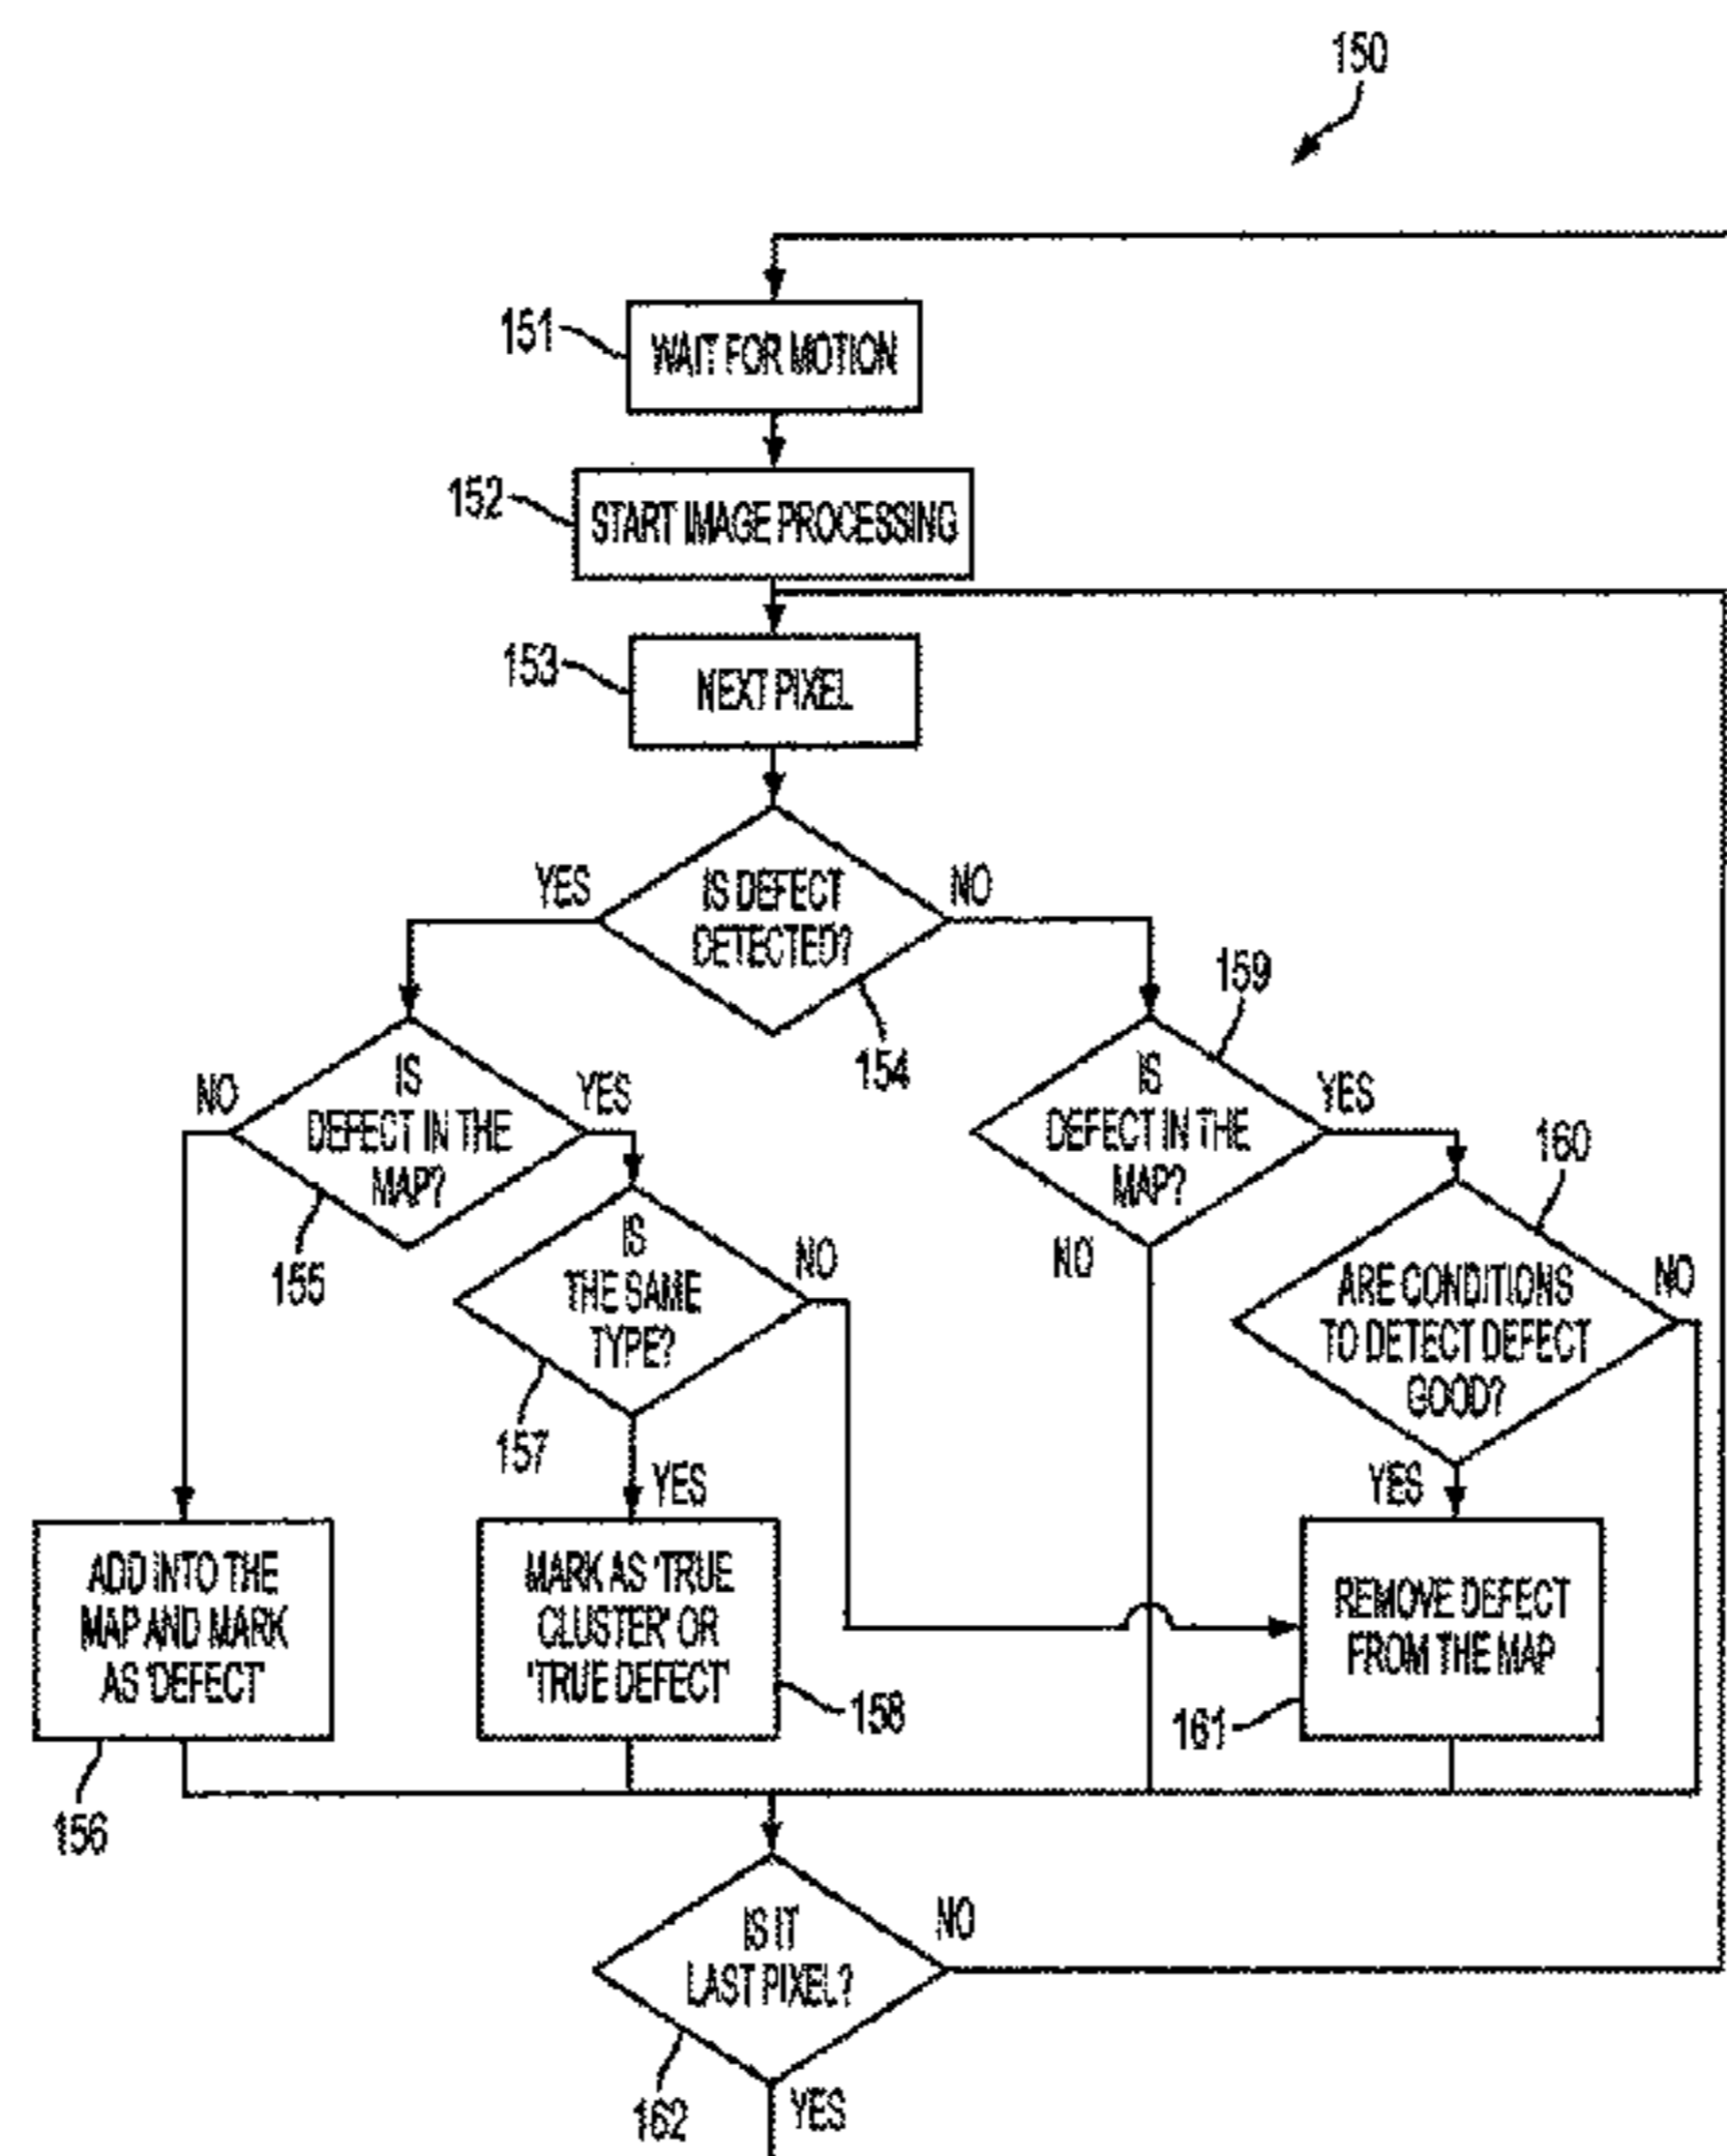 150
151
WAIT FOR MOTION
152
START IMAGE PROCESSING
153
NEXT PIXEL
YES
IS DEFECT
DETECTED?
NO
154
159
NO
IS
DEFECT IN THE
MAP?
YES
155
IS
DEFECT IN THE
MAP?
YES
NO
160
IS
THE SAME
TYPE?
NO
157
YES
ARE CONDITIONS
TO DETECT DEFECT
GOOD?
NO
YES
ADD INTO THE
MAP AND MARK
AS 'DEFECT'
156
MARK AS 'TRUE
CLUSTER' OR
'TRUE DEFECT'
158
REMOVE DEFECT
FROM THE MAP
161
IS IT
LAST PIXEL?
NO
162
YES